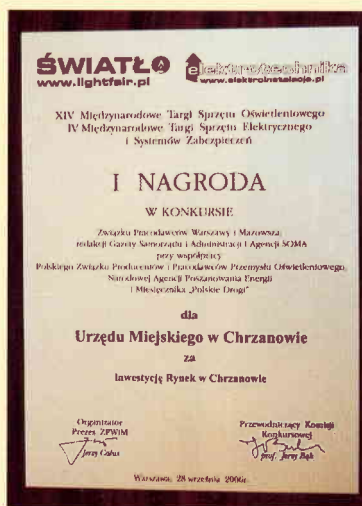 ŚWIATŁO elektrotechnika
www.lightfair.pl www.elektroinstalacje.pl
XIV Międzynarodowe Targi Sprzętu Oświetleniowego
IV Międzynarodowe Targi Sprzętu Elektrycznego
i Systemów Zabezpieczeń
I NAGRODA
W KONKURSIE
Związku Pracodawców Warszawy i Mazowsza,
redakcji Gazety Samorządu i Administracji i Agencji SOMA
przy współpracy
Polskiego Związku Producentów i Pracodawców Przemysłu Oświetleniowego,
Narodowej Agencji Poszanowania Energii
i Miesięcznika „Polskie Drogi”
dla
Urzędu Miejskiego w Chrzanowie
za
inwestycję Rynek w Chrzanowie
Organizator Przewodniczący Komisji
Prezes ZPWiM Konkursowej
Jerzy prof. Jerzy Bąk
Warszawa, 28 września 2006r.